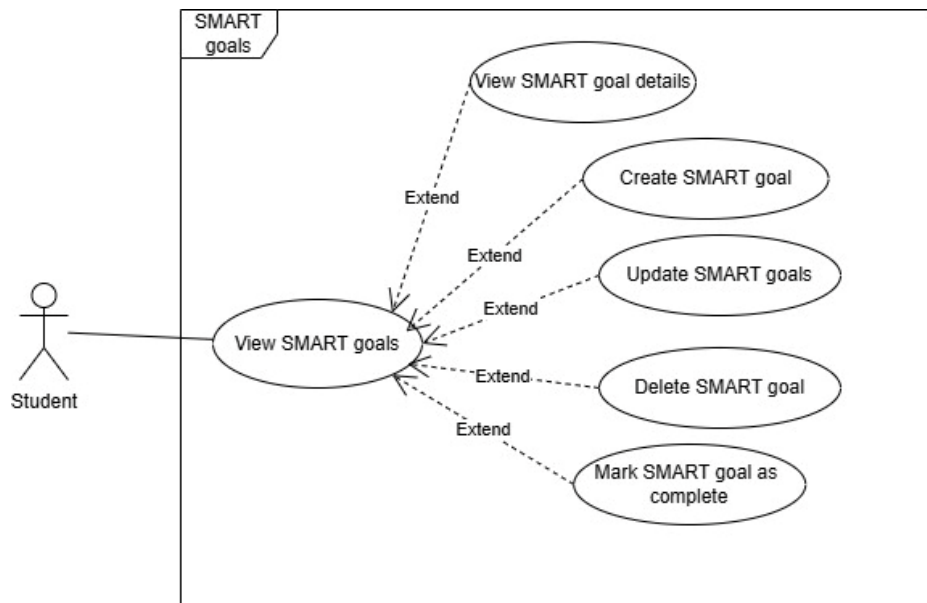 SMART
goals
View SMART goal details
Create SMART goal
Extend
Extend
Update SMART goals
Extend
View SMART goals
Extend
Delete SMART goal
Student
Extend
Mark SMART goal as
complete